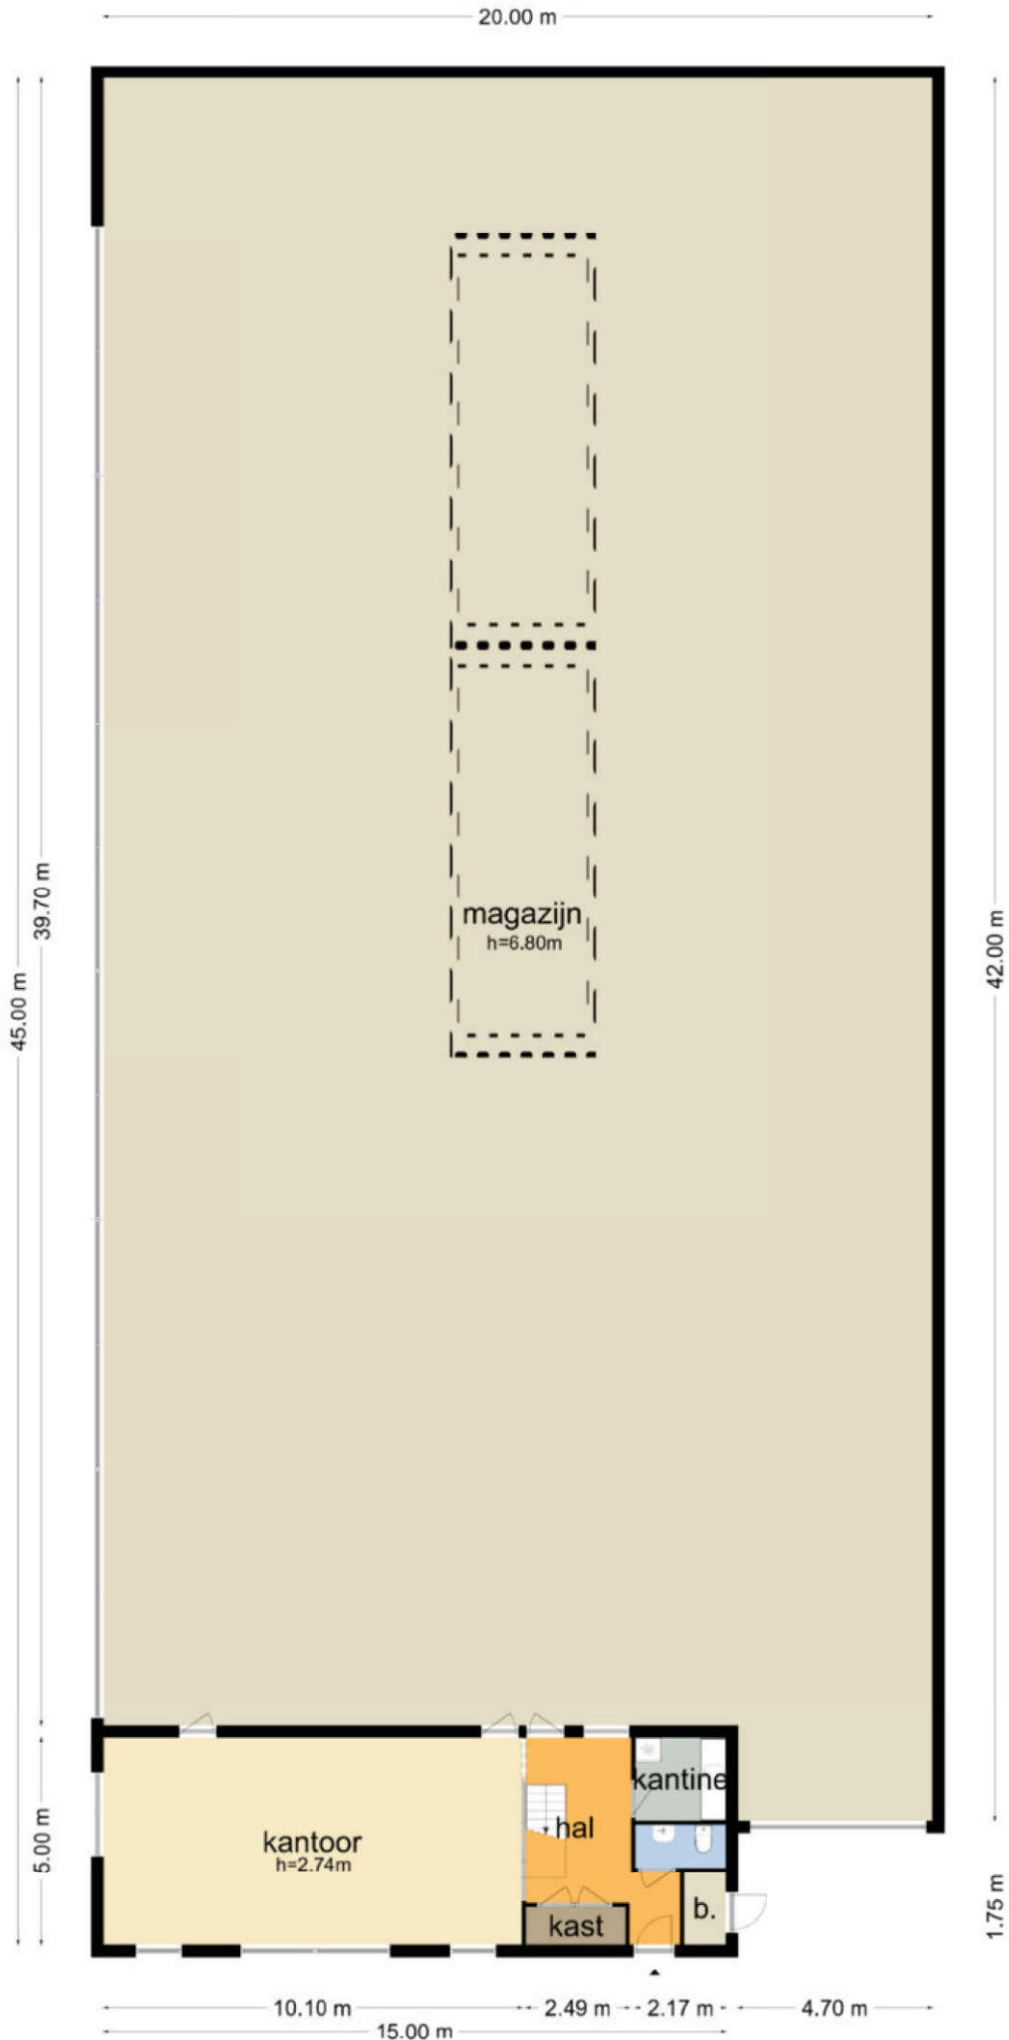 20.00 m
39.70 m
45.00 m
42.00 m
magazijn
h=6.80m
5.00 m
kantoor
h=2.74m
hal
kantine
kast
b.
1.75 m
10.10 m
2.49 m
2.17 m
4.70 m
15.00 m